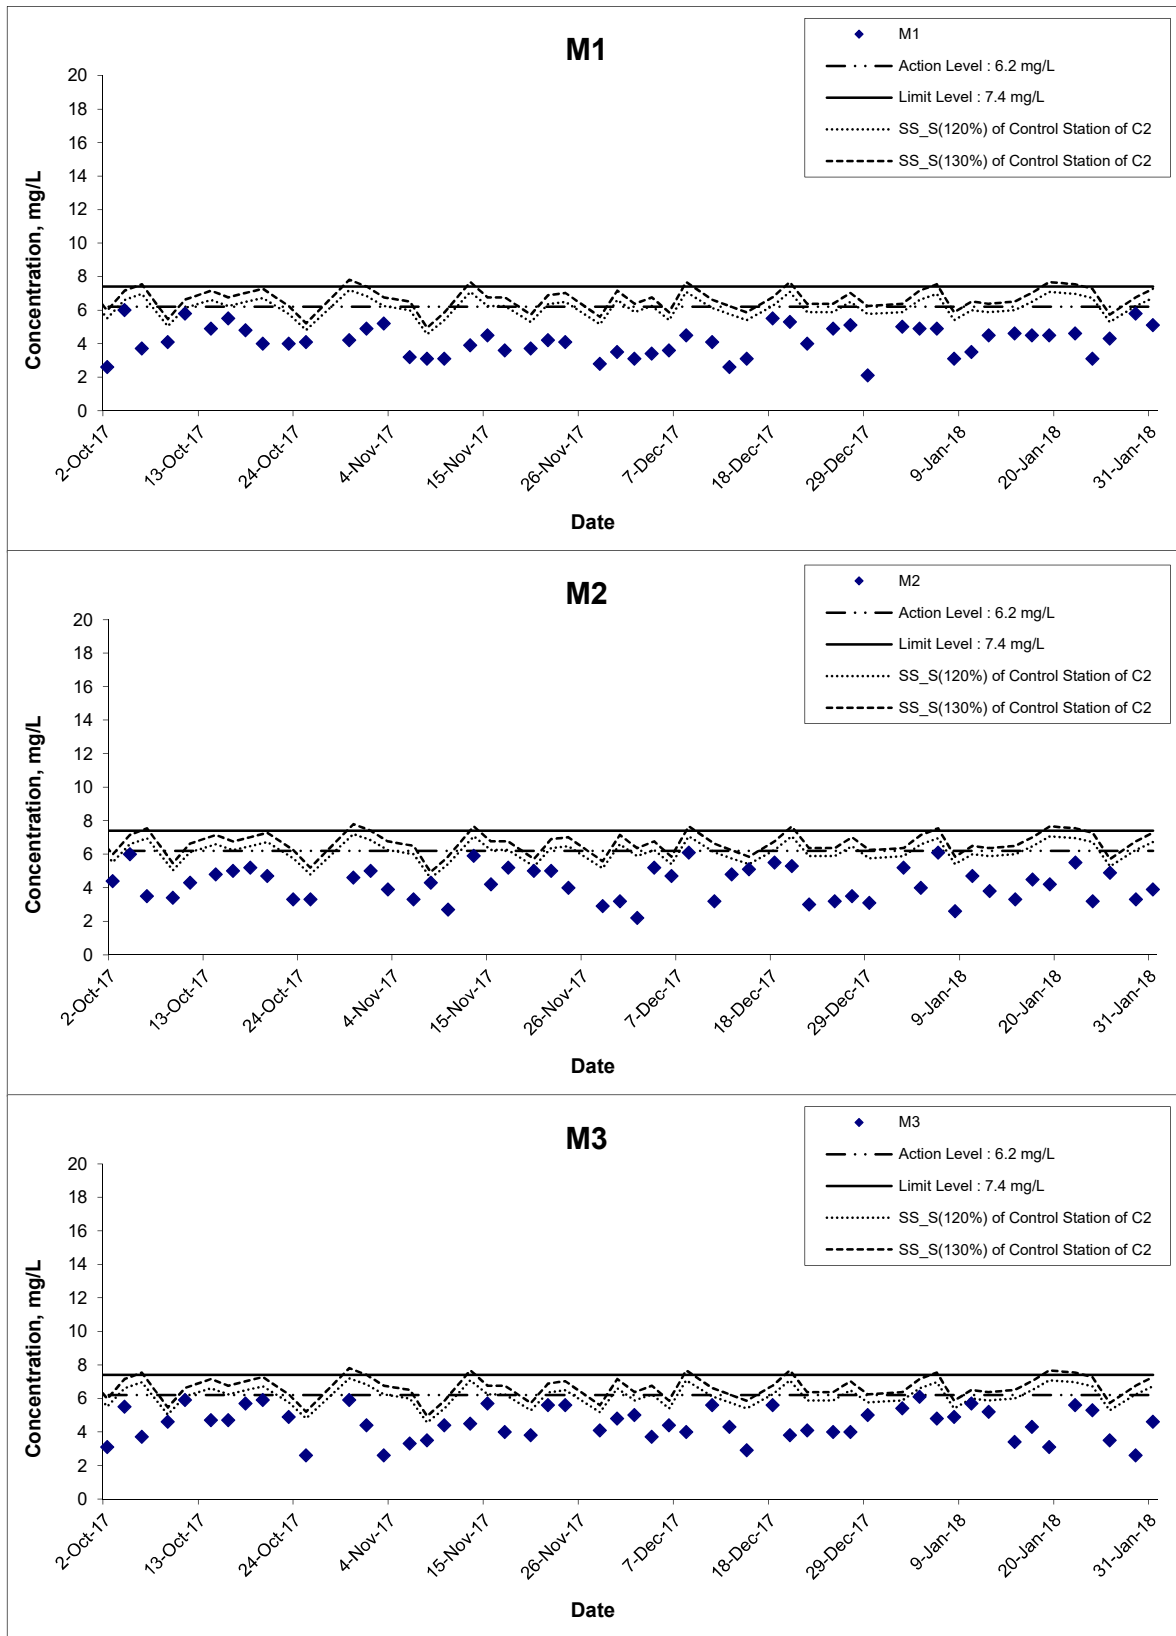 M1
M1
Action Level : 6.2 mg/L
Limit Level : 7.4 mg/L
SS_S(120%) of Control Station of C2
SS_S(130%) of Control Station of C2
Concentration, mg/L
20
18
16
14
12
10
8
6
4
2
0
2-Oct-17
13-Oct-17
24-Oct-17
4-Nov-17
15-Nov-17
26-Nov-17
7-Dec-17
18-Dec-17
29-Dec-17
9-Jan-18
20-Jan-18
31-Jan-18
Date
M2
M2
Action Level : 6.2 mg/L
Limit Level : 7.4 mg/L
SS_S(120%) of Control Station of C2
SS_S(130%) of Control Station of C2
Concentration, mg/L
20
18
16
14
12
10
8
6
4
2
0
2-Oct-17
13-Oct-17
24-Oct-17
4-Nov-17
15-Nov-17
26-Nov-17
7-Dec-17
18-Dec-17
29-Dec-17
9-Jan-18
20-Jan-18
31-Jan-18
Date
M3
M3
Action Level : 6.2 mg/L
Limit Level : 7.4 mg/L
SS_S(120%) of Control Station of C2
SS_S(130%) of Control Station of C2
Concentration, mg/L
20
18
16
14
12
10
8
6
4
2
0
2-Oct-17
13-Oct-17
24-Oct-17
4-Nov-17
15-Nov-17
26-Nov-17
7-Dec-17
18-Dec-17
29-Dec-17
9-Jan-18
20-Jan-18
31-Jan-18
Date